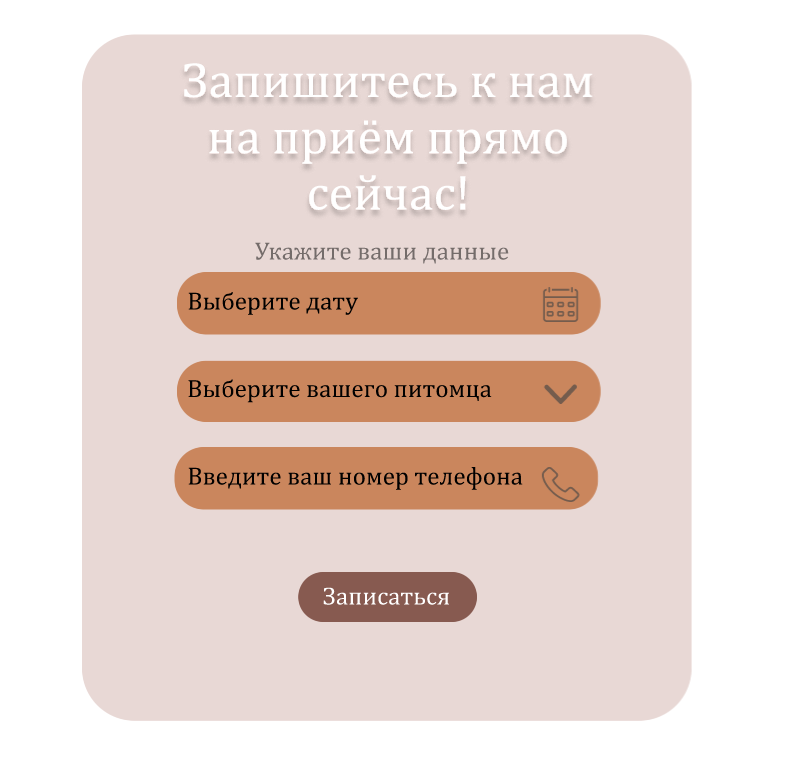 Запишитесь к нам
на приём прямо
сейчас!
Укажите ваши данные
Выберите дату
Выберите вашего питомца
Введите ваш номер телефона
Записаться